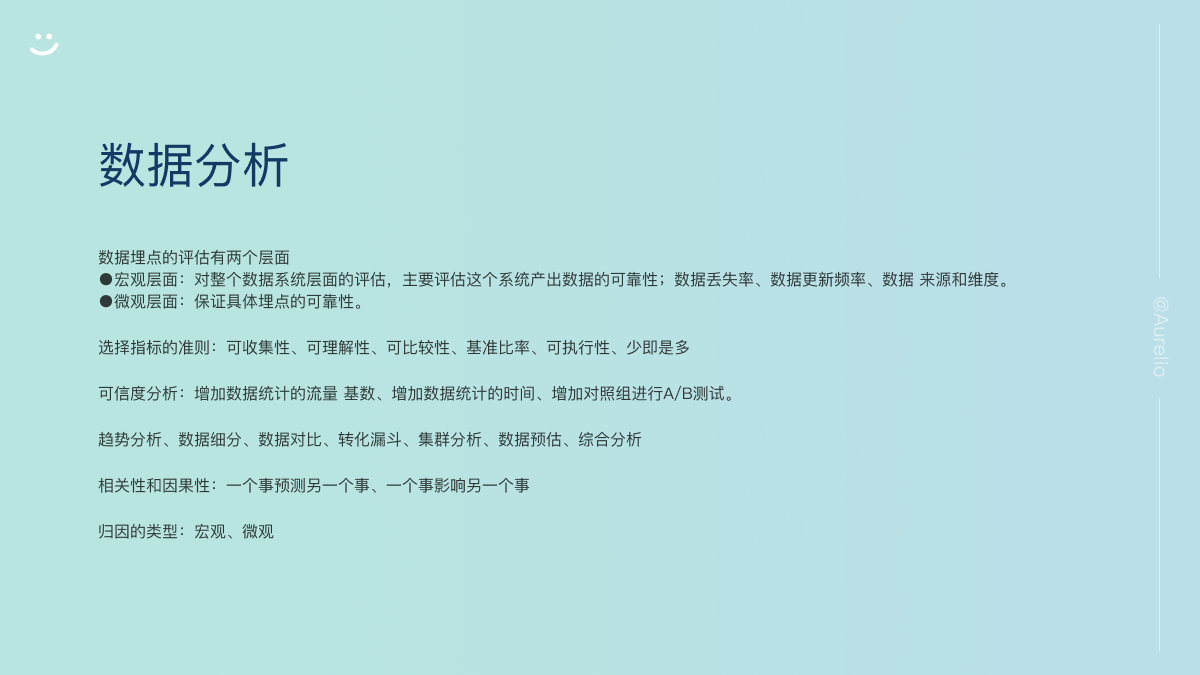 数据分析
数据埋点的评估有两个层面
●宏观层面：对整个数据系统层面的评估，主要评估这个系统产出数据的可靠性；数据丢失率、数据更新频率、数据 来源和维度。
●微观层面：保证具体埋点的可靠性。
选择指标的准则：可收集性、可理解性、可比较性、基准比率、可执行性、少即是多
可信度分析：增加数据统计的流量 基数、增加数据统计的时间、增加对照组进行A/B测试。
趋势分析、数据细分、数据对比、转化漏斗、集群分析、数据预估、综合分析
相关性和因果性：一个事预测另一个事、一个事影响另一个事
归因的类型：宏观、微观
@Aurelio